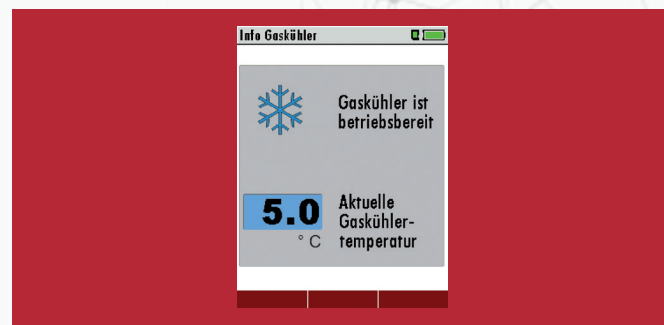 Info Gaskühler
Gaskühler ist
betriebsbereit
5.0
° C
Aktuelle
Gaskühler-
temperatur